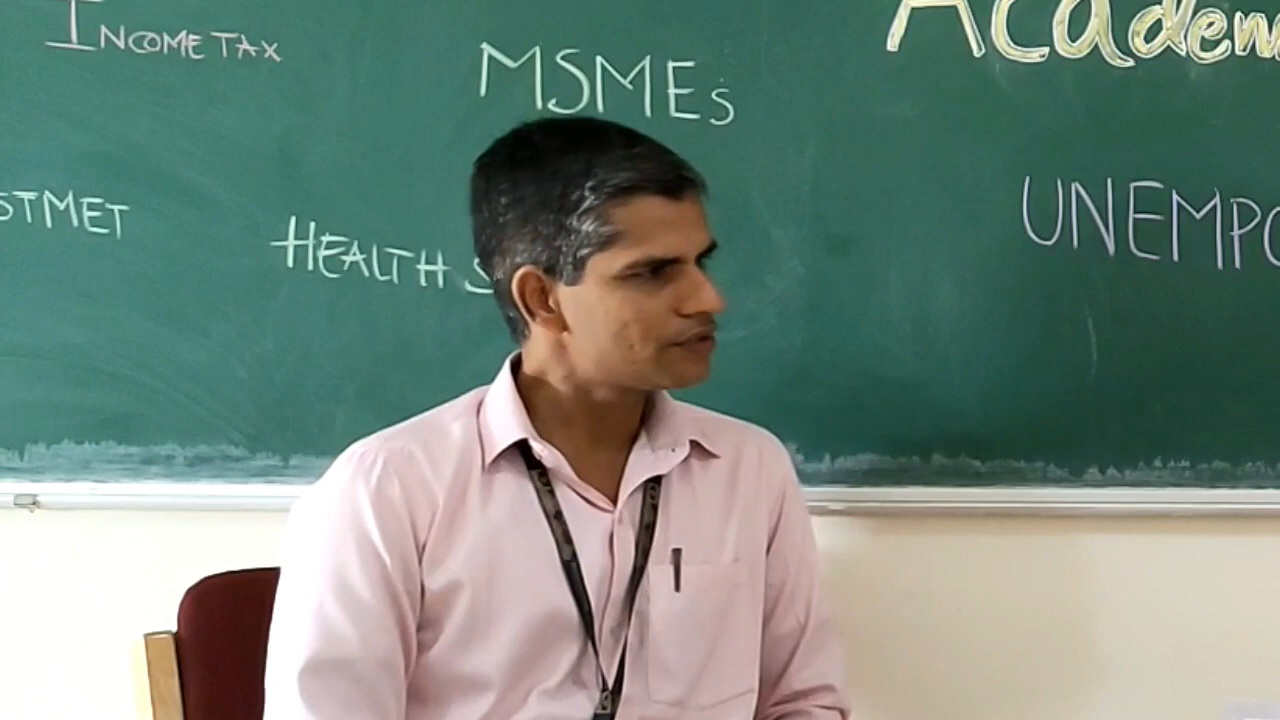 INCOME TAX
MSMEs
Academ
STMET
HEALTH S
UNEMPO